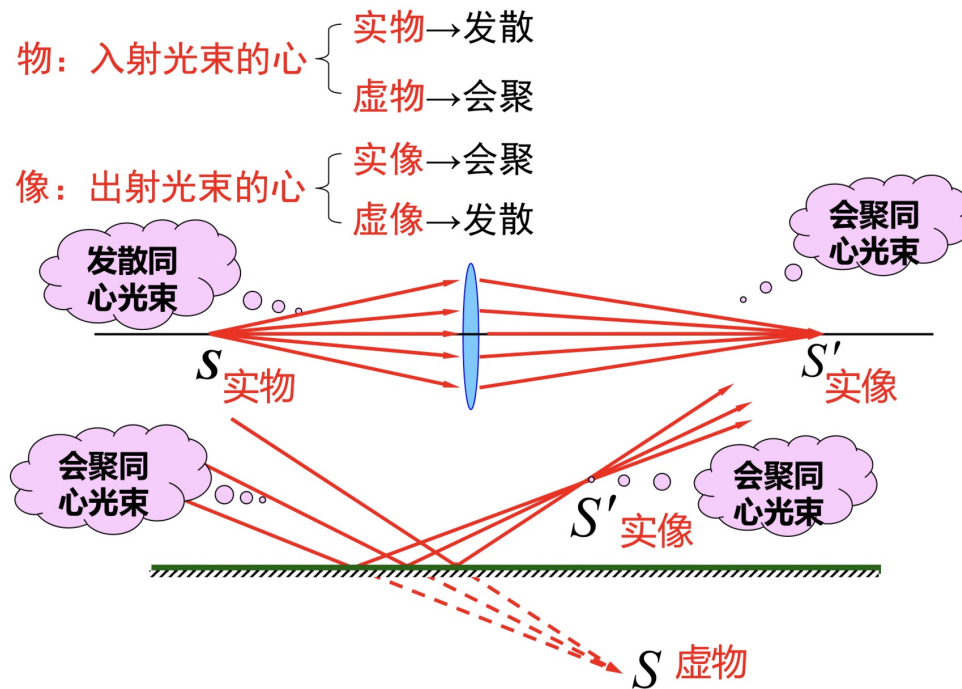 物：入射光束的心
实物→发散
虚物→会聚
像：出射光束的心
实像→会聚
虚像→发散
发散同
心光束
会聚同
心光束
S
实物
S′
实像
会聚同
心光束
S′
实像
会聚同
心光束
S 虚物